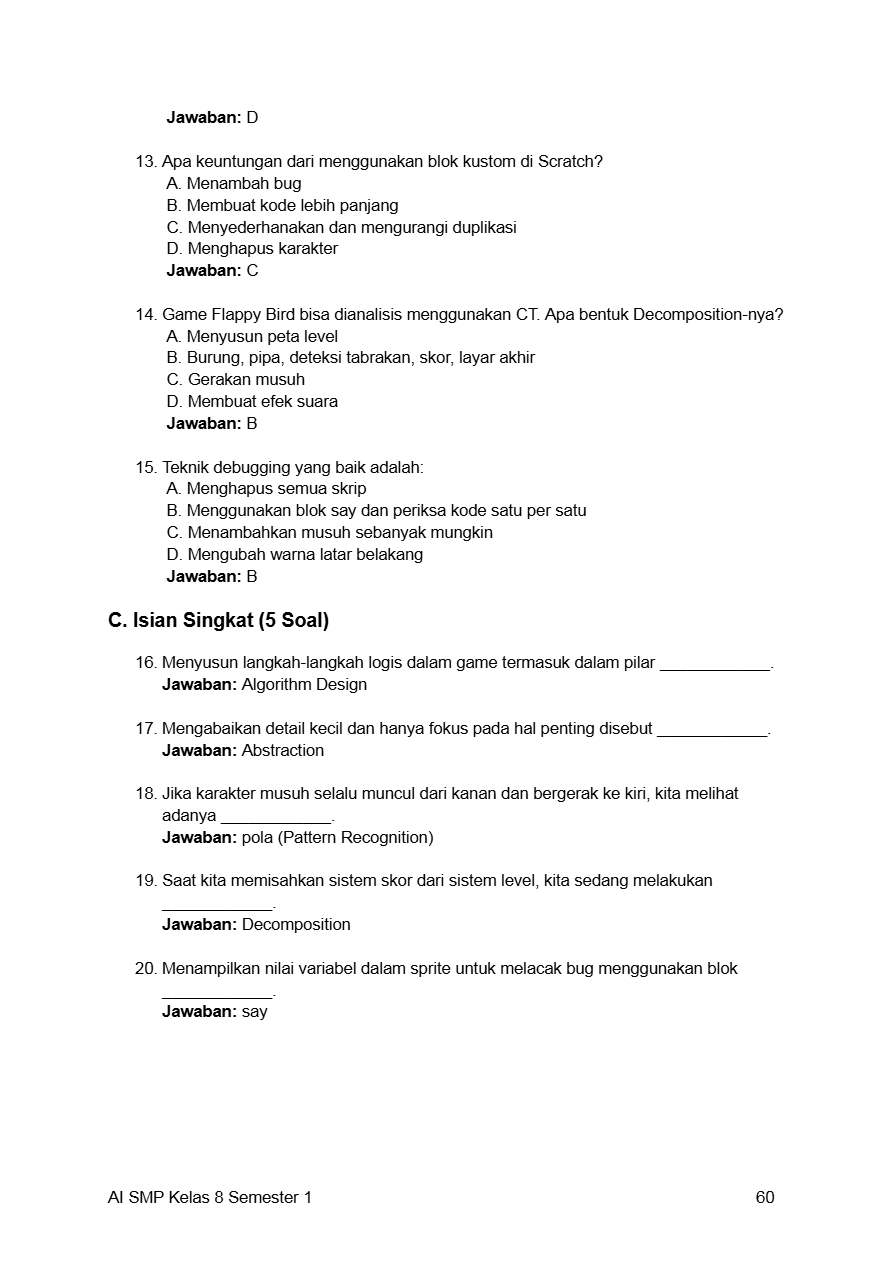 Jawaban: D
13. Apa keuntungan dari menggunakan blok kustom di Scratch?
A. Menambah bug
B. Membuat kode lebih panjang
C. Menyederhanakan dan mengurangi duplikasi
D. Menghapus karakter
Jawaban: C
14. Game Flappy Bird bisa dianalisis menggunakan CT. Apa bentuk Decomposition-nya?
A. Menyusun peta level
B. Burung, pipa, deteksi tabrakan, skor, layar akhir
C. Gerakan musuh
D. Membuat efek suara
Jawaban: B
15. Teknik debugging yang baik adalah:
A. Menghapus semua skrip
B. Menggunakan blok say dan periksa kode satu per satu
C. Menambahkan musuh sebanyak mungkin
D. Mengubah warna latar belakang
Jawaban: B
C. Isian Singkat (5 Soal)
16. Menyusun langkah-langkah logis dalam game termasuk dalam pilar ____________.
Jawaban: Algorithm Design
17. Mengabaikan detail kecil dan hanya fokus pada hal penting disebut ____________.
Jawaban: Abstraction
18. Jika karakter musuh selalu muncul dari kanan dan bergerak ke kiri, kita melihat
adanya ____________.
Jawaban: pola (Pattern Recognition)
19. Saat kita memisahkan sistem skor dari sistem level, kita sedang melakukan
____________.
Jawaban: Decomposition
20. Menampilkan nilai variabel dalam sprite untuk melacak bug menggunakan blok
____________.
Jawaban: say
AI SMP Kelas 8 Semester 1
60